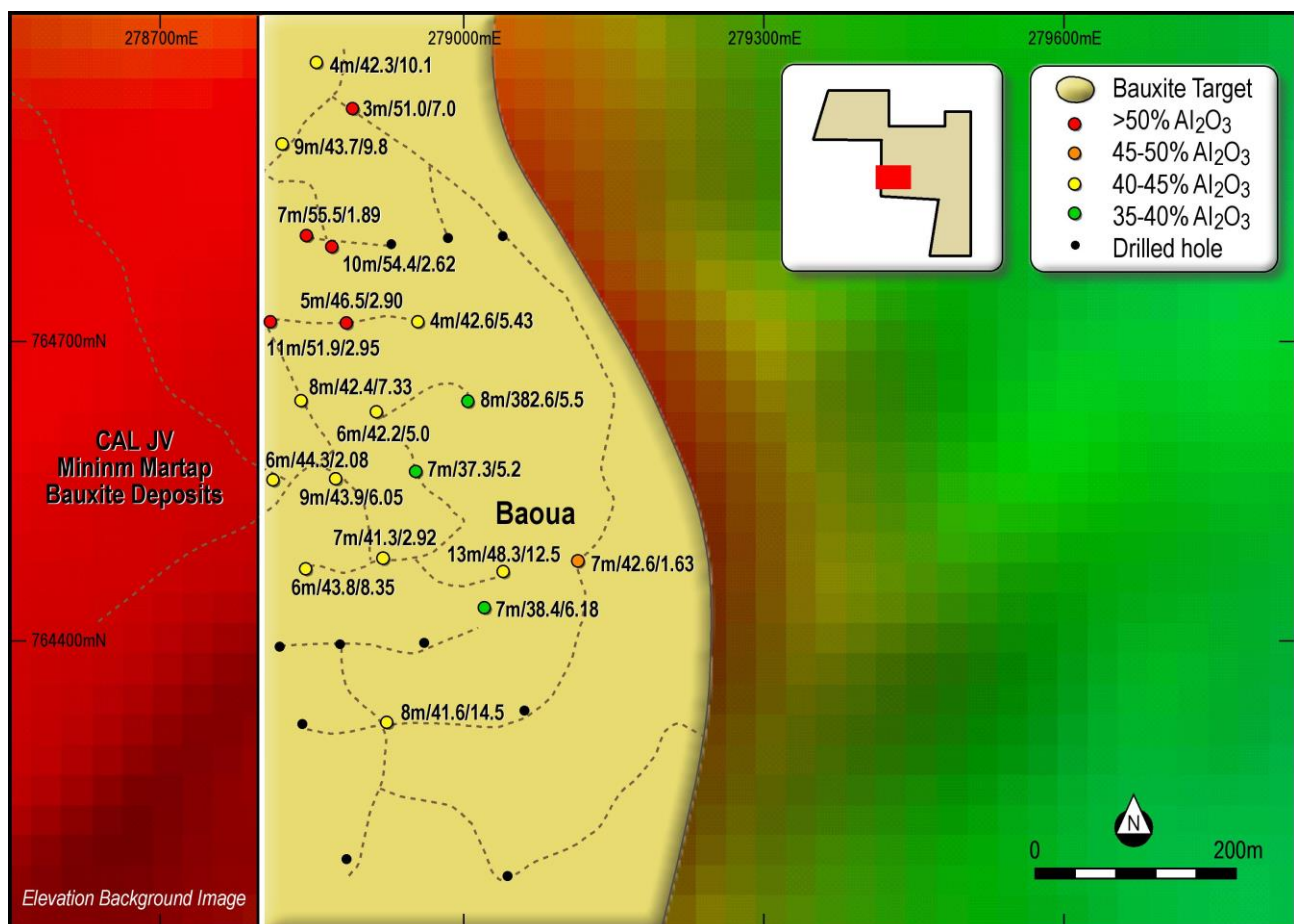 278700mE
279000mE
279300mE
279600mE
4m/42.3/10.1
3m/51.0/7.0
9m/43.7/9.8
7m/55.5/1.89
10m/54.4/2.62
5m/46.5/2.90
4m/42.6/5.43
11m/51.9/2.95
764700mN
8m/42.4/7.33
8m/382.6/5.5
6m/42.2/5.0
CAL JV
Mininm Martap
Bauxite Deposits
6m/44.3/2.08
7m/37.3/5.2
9m/43.9/6.05
Baoua
7m/41.3/2.92
13m/48.3/12.5
7m/42.6/1.63
6m/43.8/8.35
7m/38.4/6.18
764400mN
8m/41.6/14.5
Elevation Background Image
Bauxite Target
>50% Al₂O₃
45-50% Al₂O₃
40-45% Al₂O₃
35-40% Al₂O₃
Drilled hole
N
0 200m